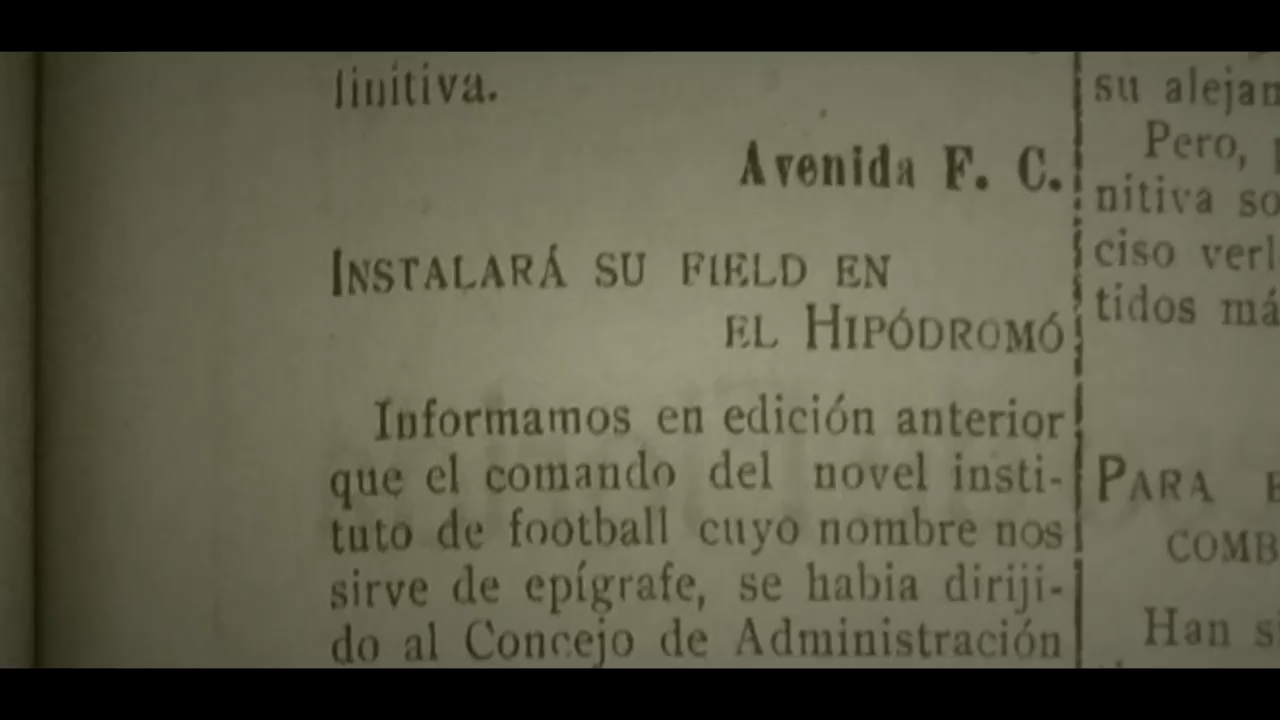 finitiva.
Avenida F. C.
INSTALARÁ SU FIELD EN
EL HIPÓDROMÓ
Informamos en edición anterior
que el comando del novel insti-
tuto de football cuyo nombre nos
sirve de epígrafe, se habia diriji-
do al Concejo de Administración
su alejan
Pero,
nitiva so
ciso verl
tidos má
PARA
COMB
Han s